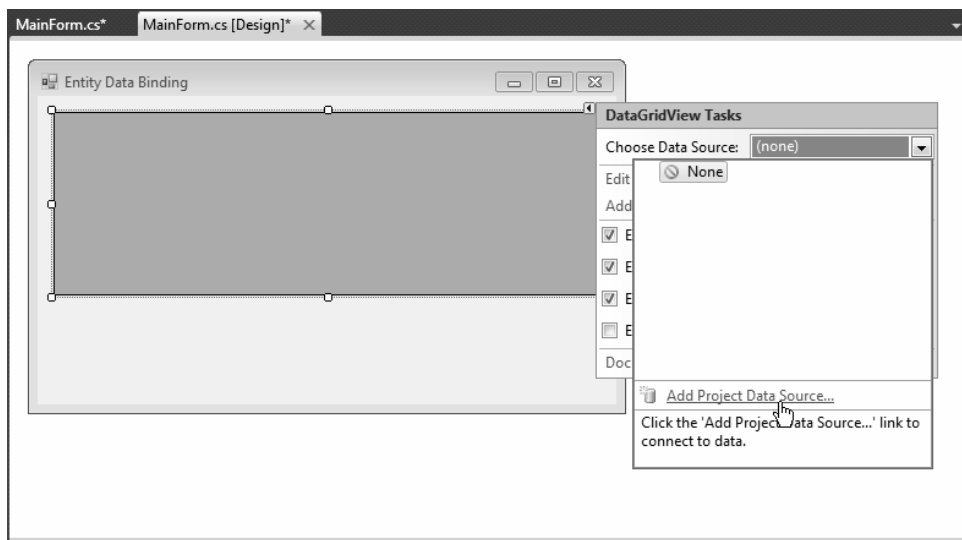 MainForm.cs* MainForm.cs [Design]*
Entity Data Binding
DataGridView Tasks
Choose Data Source: (none)
None
Edit
Add
E
E
E
E
Doc
Add Project Data Source...
Click the 'Add Project Data Source...' link to
connect to data.